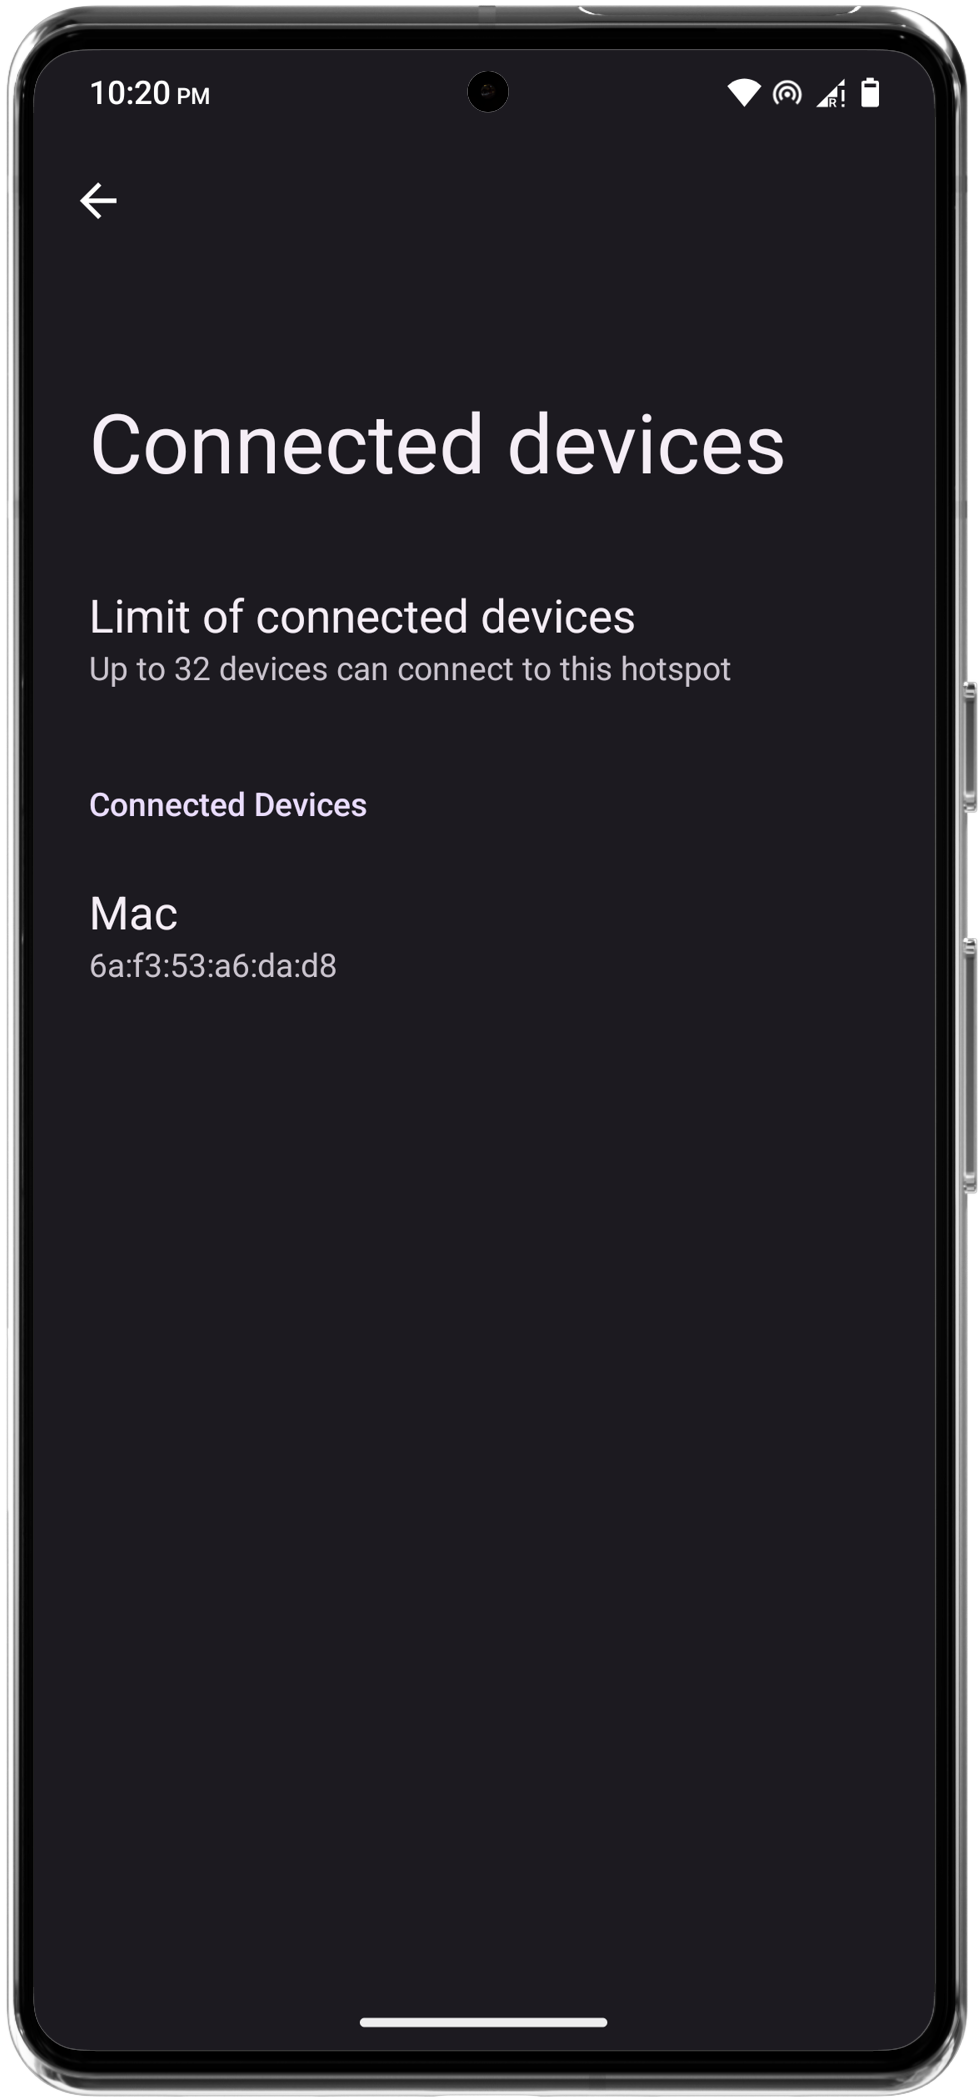 10:20 PM
R
Connected devices
Limit of connected devices
Up to 32 devices can connect to this hotspot
Connected Devices
Mac
6a:f3:53:a6:da:d8